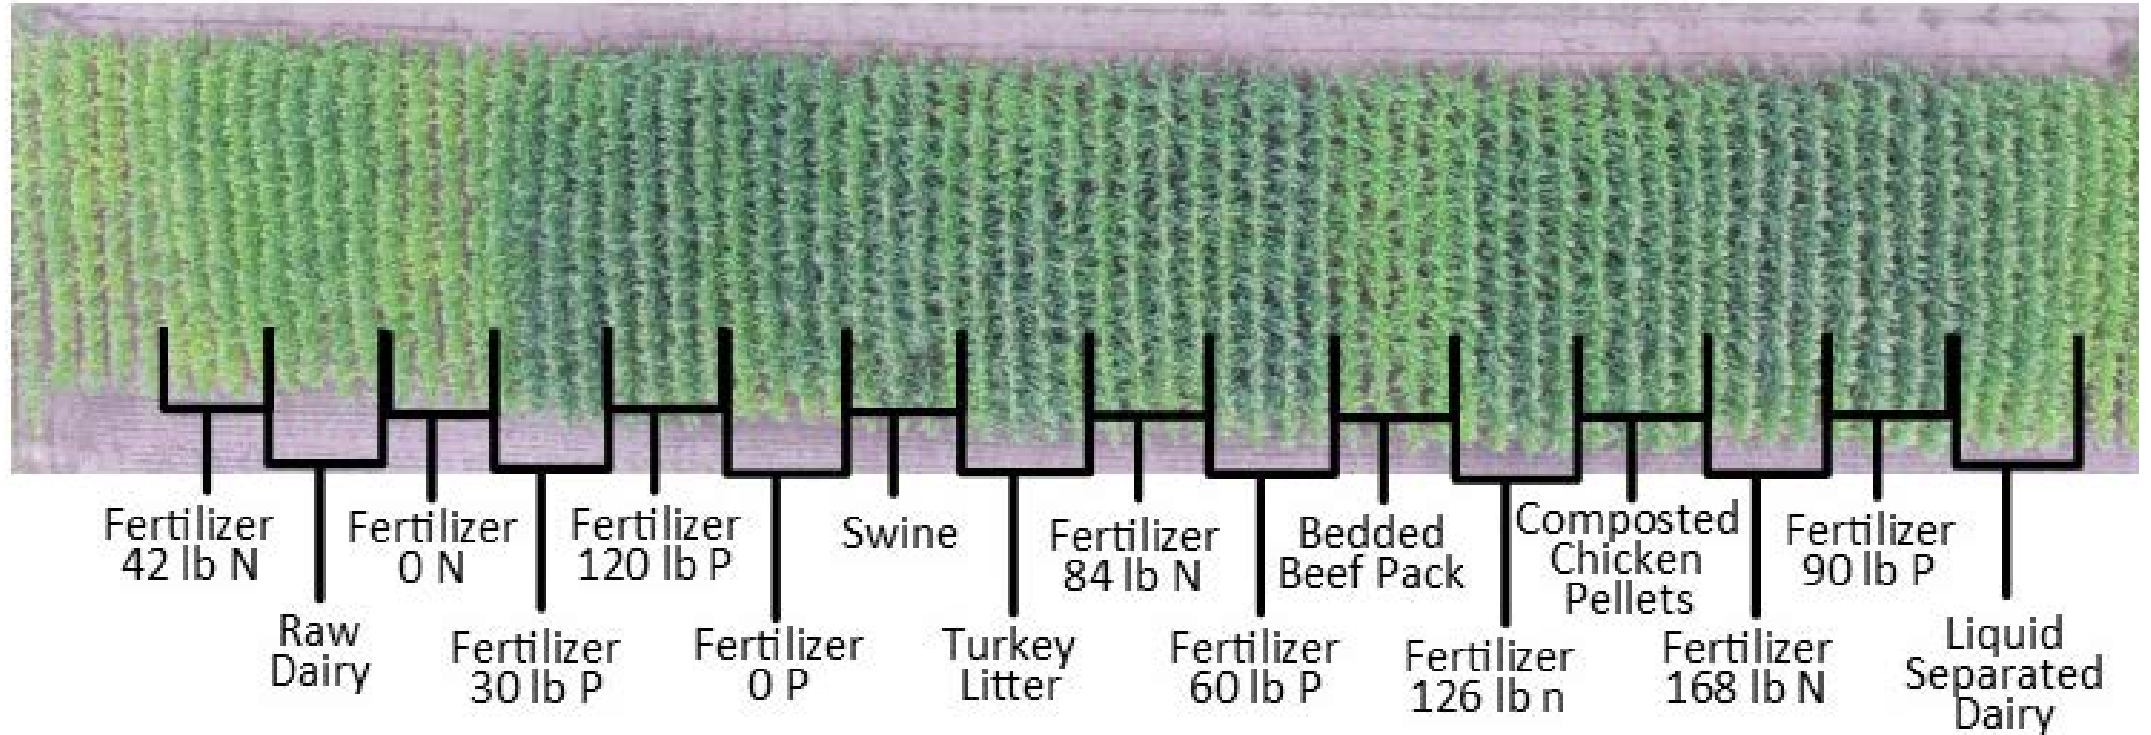 Fertilizer
42 lb N
Raw
Dairy
Fertilizer
0 N
Fertilizer
30 lb P
Fertilizer
120 lb P
Fertilizer
0 P
Swine
Turkey
Litter
Fertilizer
84 lb N
Fertilizer
60 lb P
Bedded
Beef Pack
Fertilizer
126 lb n
Composted
Chicken
Pellets
Fertilizer
168 lb N
Fertilizer
90 lb P
Liquid
Separated
Dairy